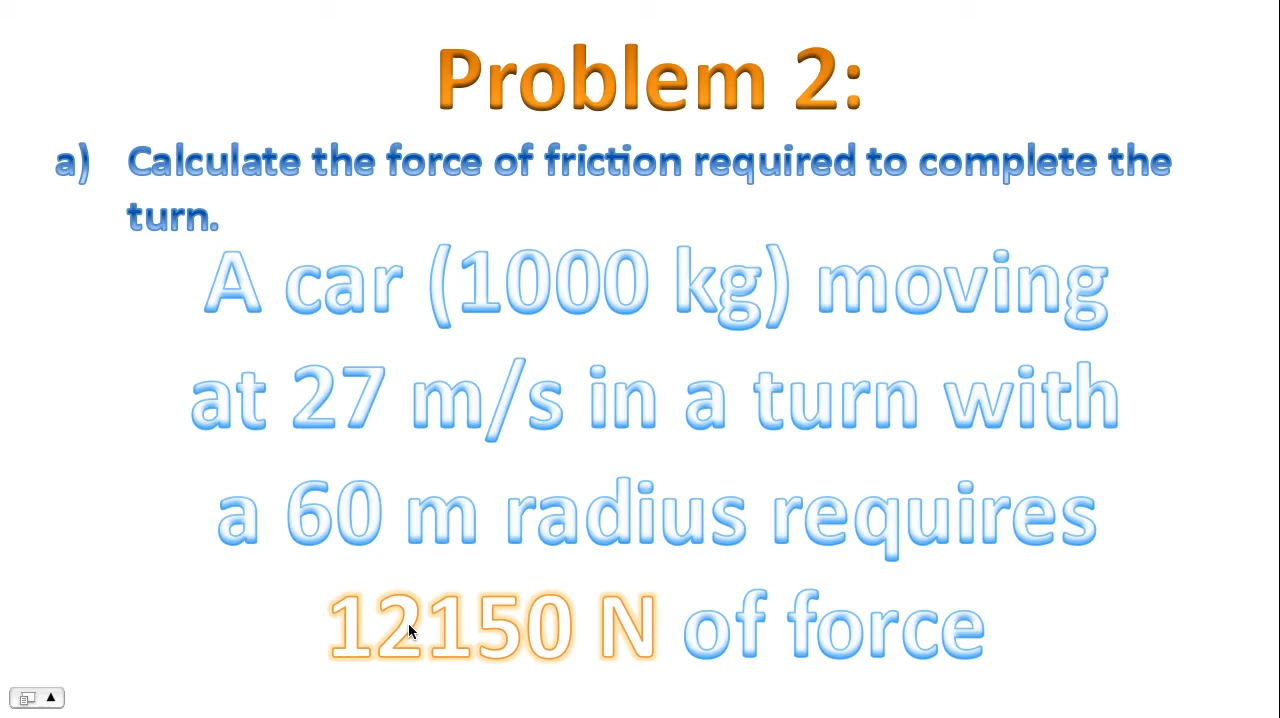 Problem 2:
a) Calculate the force of friction required to complete the
turn.
A car (1000 kg) moving
at 27 m/s in a turn with
a 60 m radius requires
12150 N of force